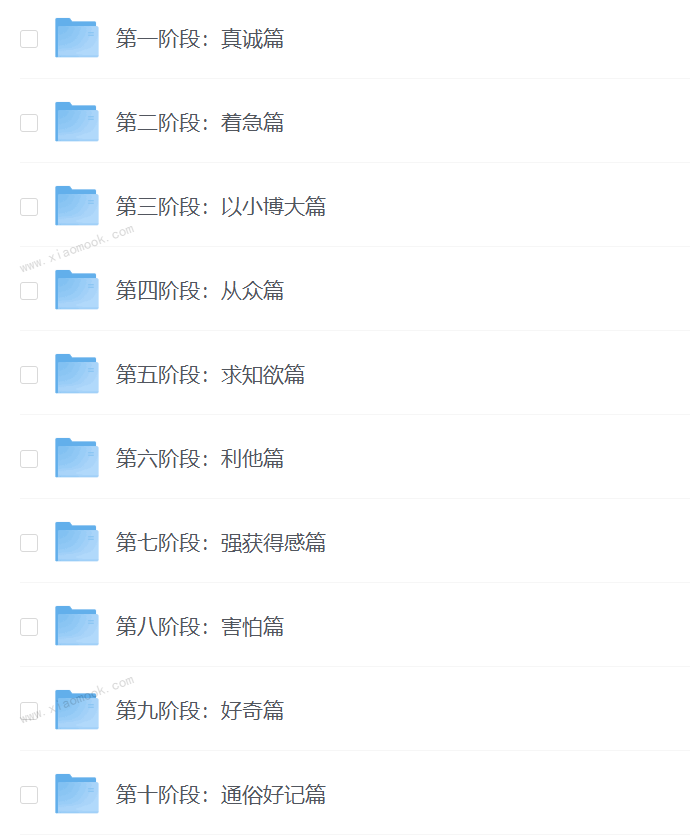 第一阶段：真诚篇
第二阶段：着急篇
第三阶段：以小博大篇
www.xiaomook.com
第四阶段：从众篇
第五阶段：求知欲篇
第六阶段：利他篇
第七阶段：强获得感篇
第八阶段：害怕篇
www.xiaomook.com
第九阶段：好奇篇
第十阶段：通俗好记篇